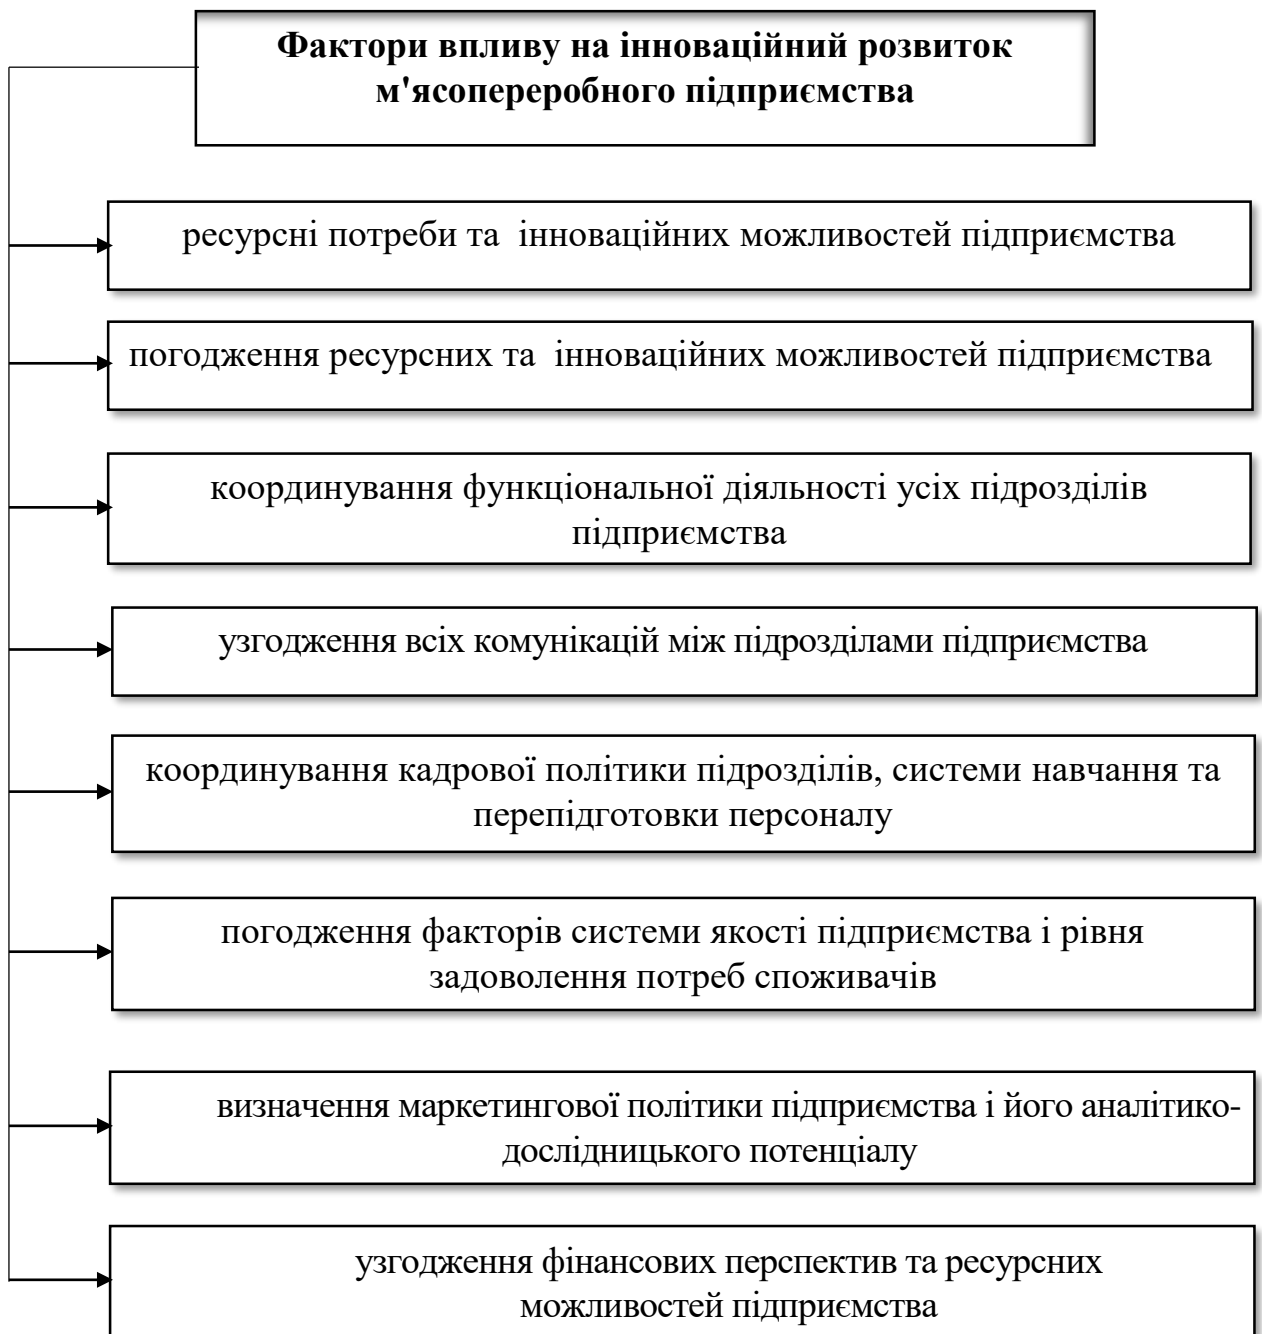 Фактори впливу на інноваційний розвиток
м'ясопереробного підприємства
ресурсні потреби та інноваційних можливостей підприємства
погодження ресурсних та інноваційних можливостей підприємства
координування функціональної діяльності усіх підрозділів
підприємства
узгодження всіх комунікацій між підрозділами підприємства
координування кадрової політики підрозділів, системи навчання та
перепідготовки персоналу
погодження факторів системи якості підприємства і рівня
задоволення потреб споживачів
визначення маркетингової політики підприємства і його аналітико-
дослідницького потенціалу
узгодження фінансових перспектив та ресурсних
можливостей підприємства